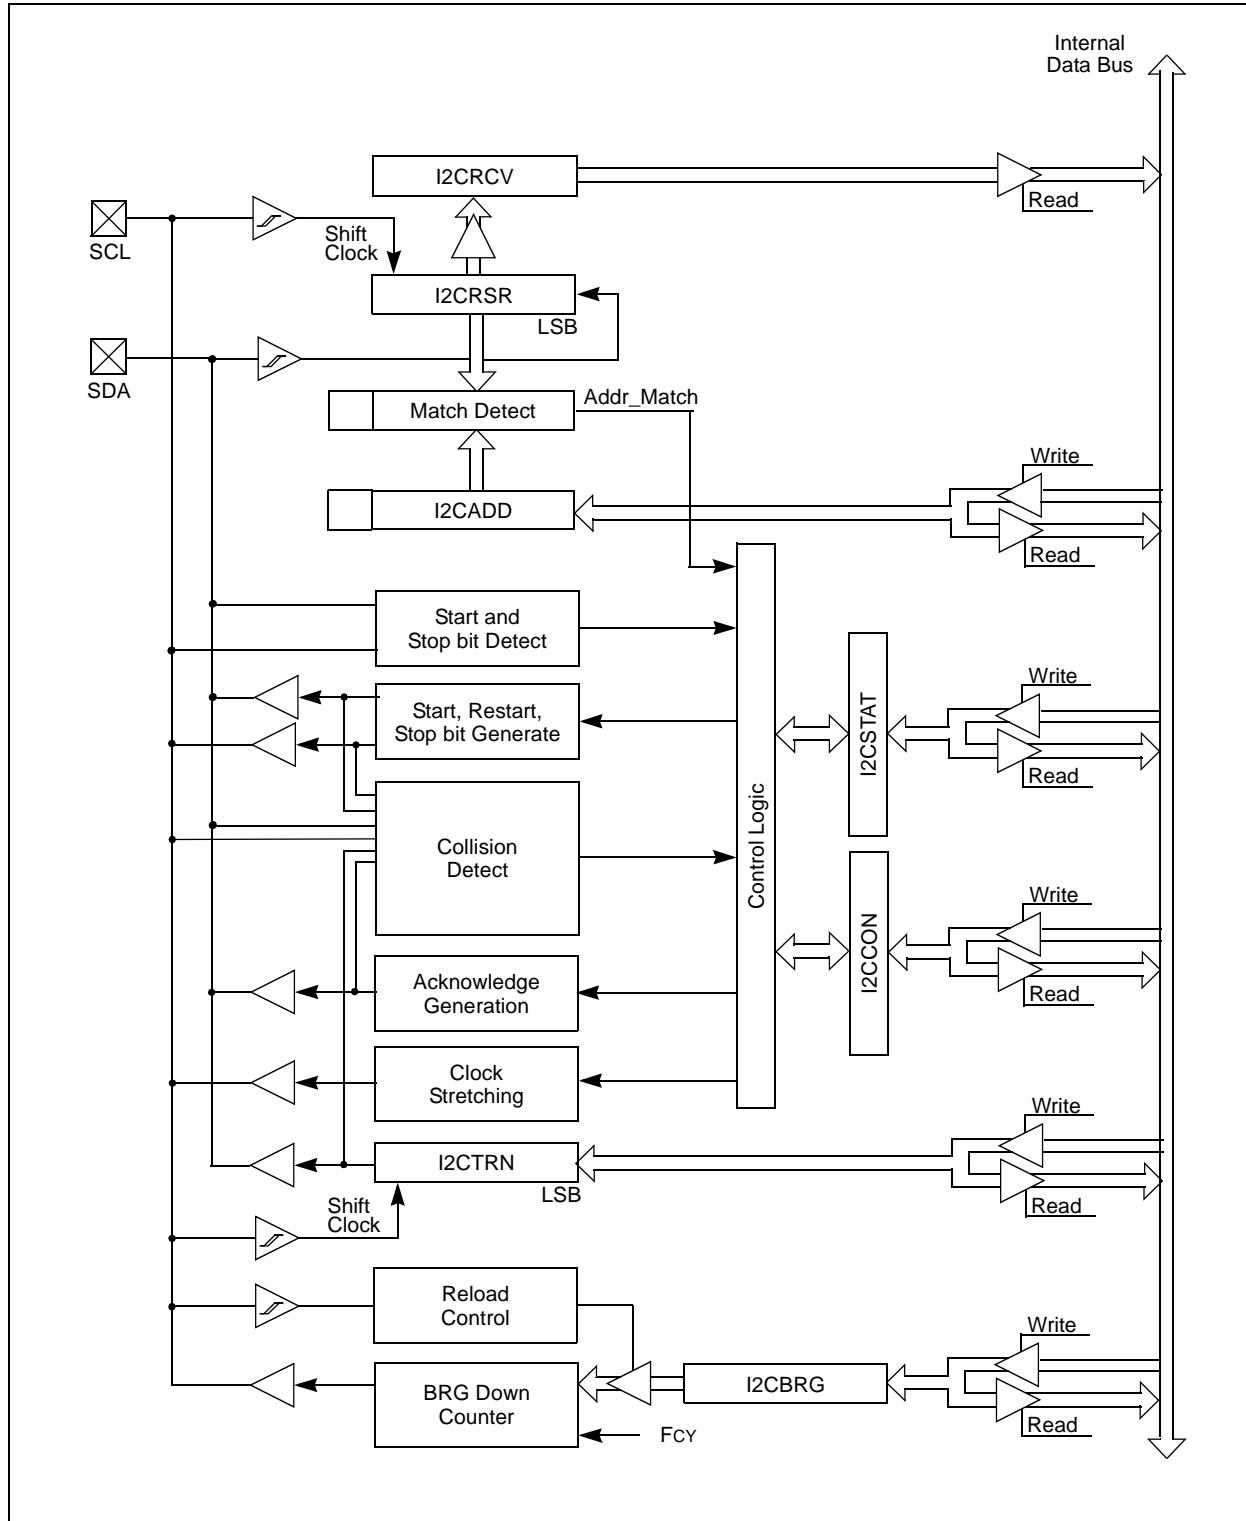 Internal
Data Bus
I2CRCV
Read
SCL
Shift
Clock
I2CRSR
LSB
SDA
Match Detect
Addr_Match
Write
I2CADD
Read
Start and
Stop bit Detect
Start, Restart,
Stop bit Generate
Write
I2CSTAT
Read
Control Logic
Collision
Detect
Write
I2CCON
Read
Acknowledge
Generation
Clock
Stretching
Write
I2CTRN
LSB
Read
Shift
Clock
Reload
Control
Write
I2CBRG
BRG Down
Counter
Read
FCY